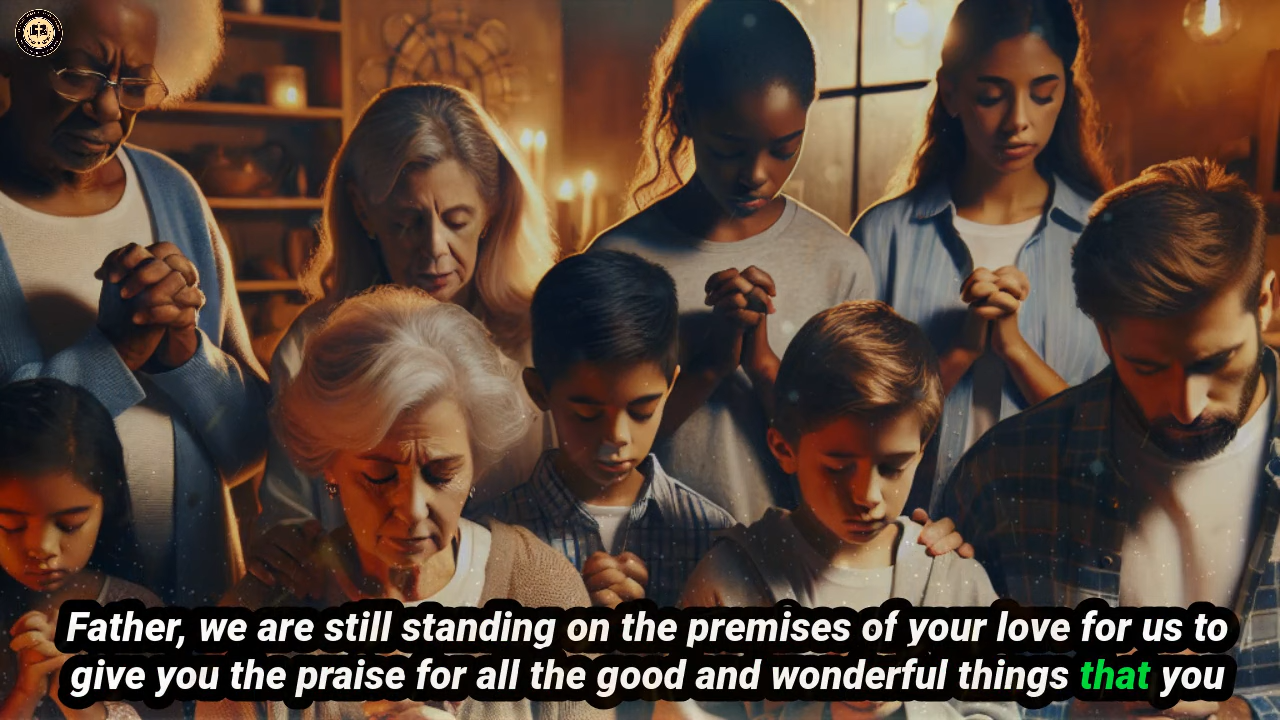 Father, we are still standing on the premises of your love for us to
give you the praise for all the good and wonderful things that you